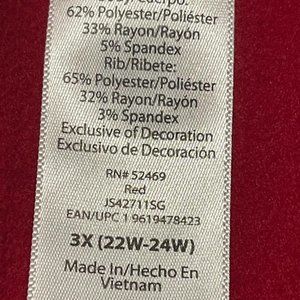 62% Polyester/Poliéster
33% Rayon/Rayón
5% Spandex
Rib/Ribete:
65% Polyester/Poliéster
32% Rayon/Rayón
3% Spandex
Exclusive of Decoration
Exclusivo de Decoración
RN# 52469
Red
JS42711SG
EAN/UPC 1 9619478423
3X (22W-24W)
Made In/Hecho En
Vietnam